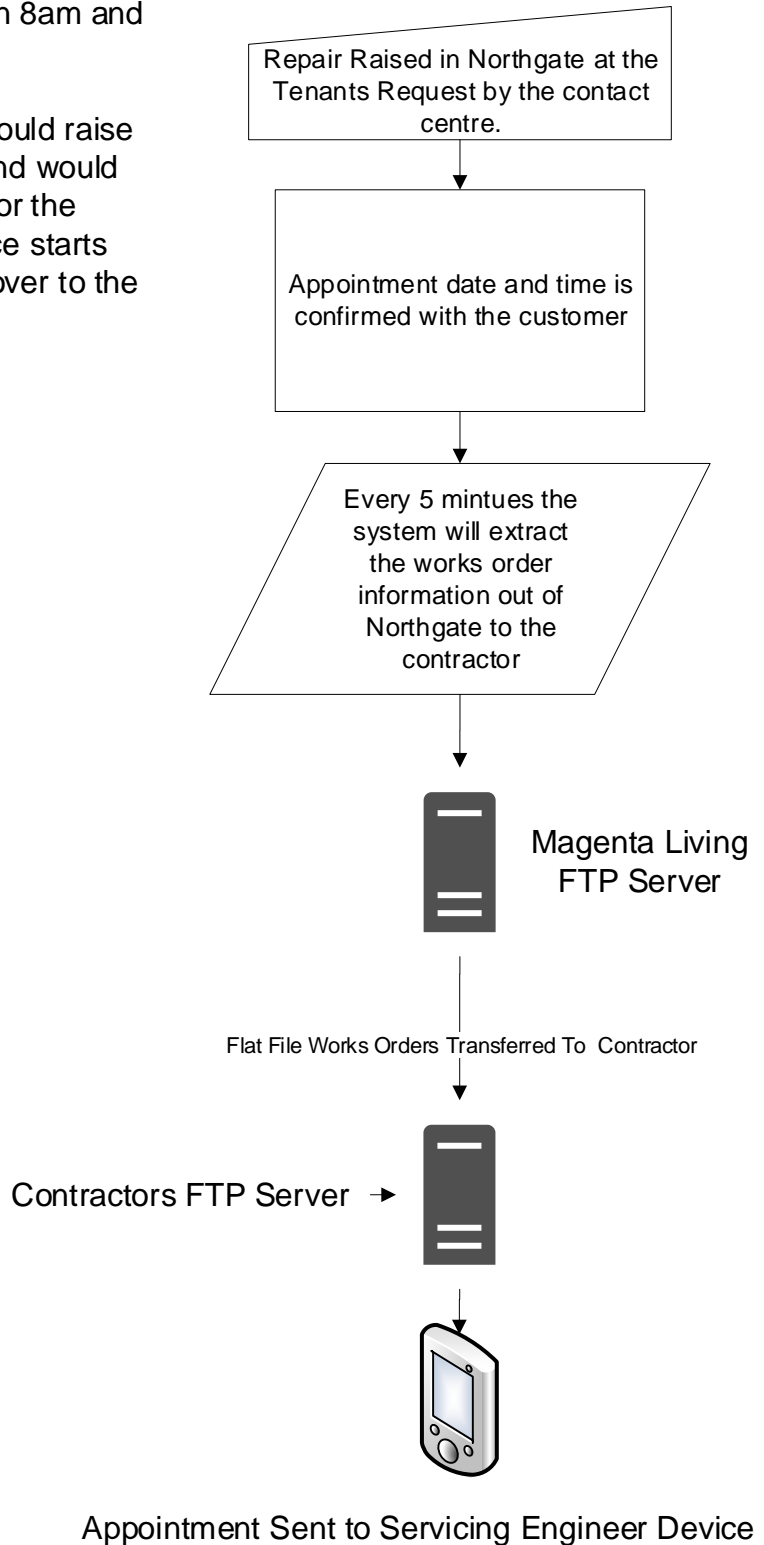 n 8am and
ould raise
nd would
or the
ce starts
over to the
Repair Raised in Northgate at the
Tenants Request by the contact
centre.
Appointment date and time is
confirmed with the customer
Every 5 mintues the
system will extract
the works order
information out of
Northgate to the
contractor
Magenta Living
FTP Server
Flat File Works Orders Transferred To Contractor
Contractors FTP Server
Appointment Sent to Servicing Engineer Device